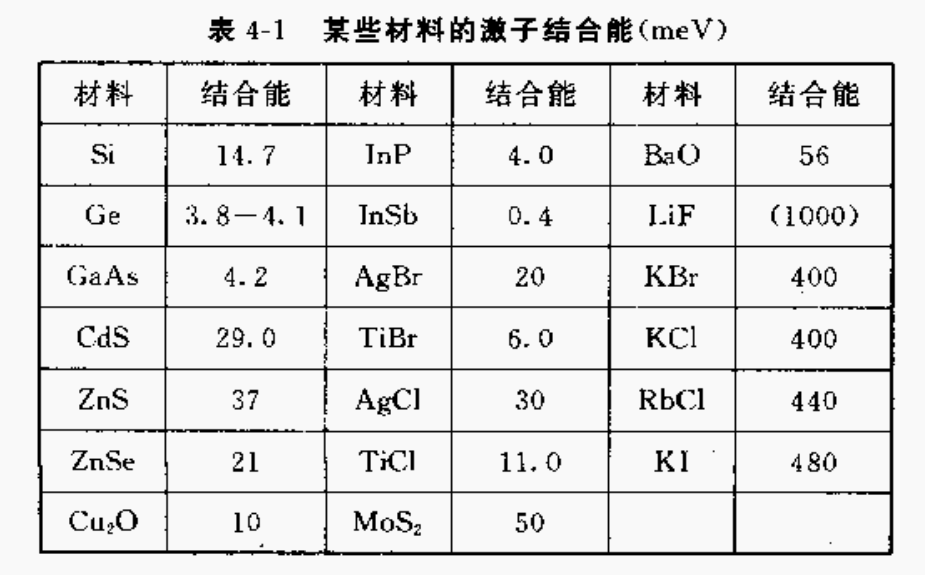 表 4-1 某些材料的激子结合能(meV)
材料 结合能 材料 结合能 材料 结合能
Si 14.7 InP 4.0 BaO 56
Ge 3.8—4.1 InSb 0.4 LiF (1000)
GaAs 4.2 AgBr 20 KBr 400
CdS 29.0 TiBr 6.0 KCl 400
ZnS 37 AgCl 30 RbCl 440
ZnSe 21 TiCl 11.0 KI 480
Cu₂O 10 MoS₂ 50